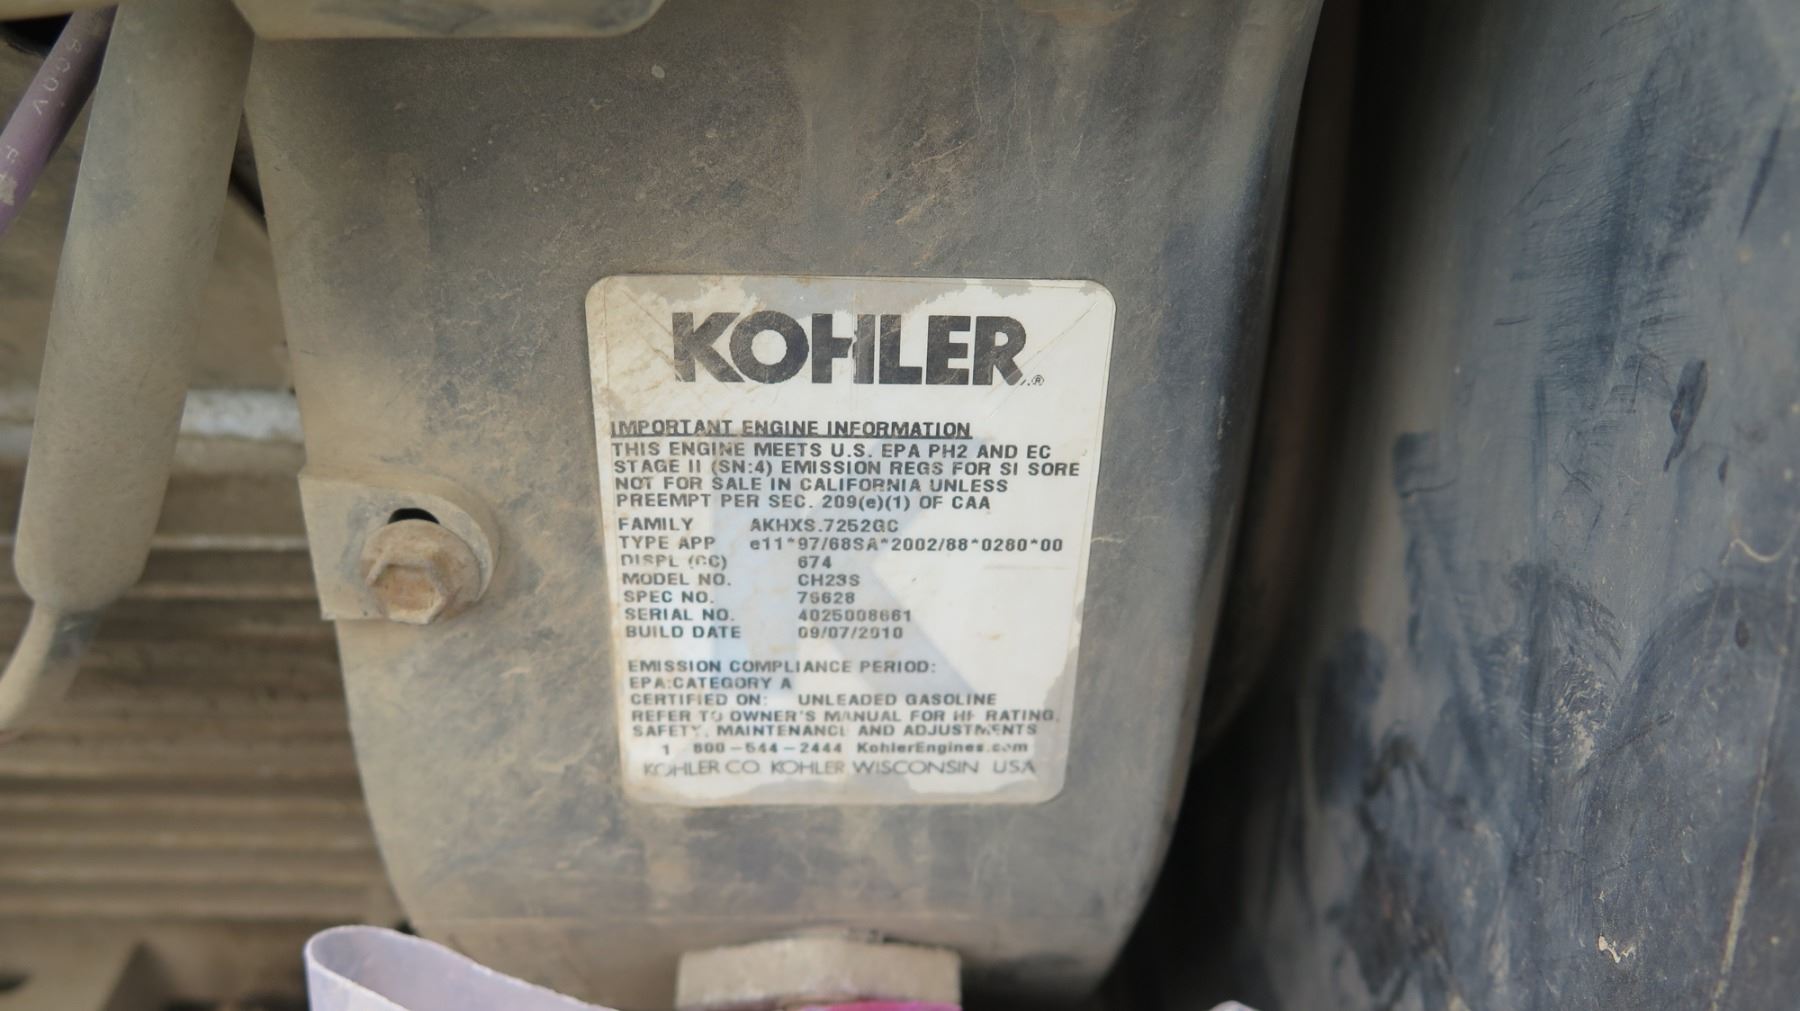 KOHLER®
IMPORTANT ENGINE INFORMATION
THIS ENGINE MEETS U.S. EPA PH2 AND EC
STAGE II (SN:4) EMISSION REGS FOR SI SORE
NOT FOR SALE IN CALIFORNIA UNLESS
PREEMPT PER SEC. 209(e)(1) OF CAA
FAMILY AKHXS.7252GC
TYPE APP e11*97/68SA*2002/88*0280*00
DISPL (CC) 674
MODEL NO. CH23S
SPEC NO. 76628
SERIAL NO. 4025008661
BUILD DATE 09/07/2010
EMISSION COMPLIANCE PERIOD:
EPA:CATEGORY A
CERTIFIED ON: UNLEADED GASOLINE
REFER TO OWNER'S MANUAL FOR HP RATING,
SAFETY, MAINTENANCE AND ADJUSTMENTS
1 800-544-2444 KohlerEngines.com
KOHLER CO. KOHLER WISCONSIN USA